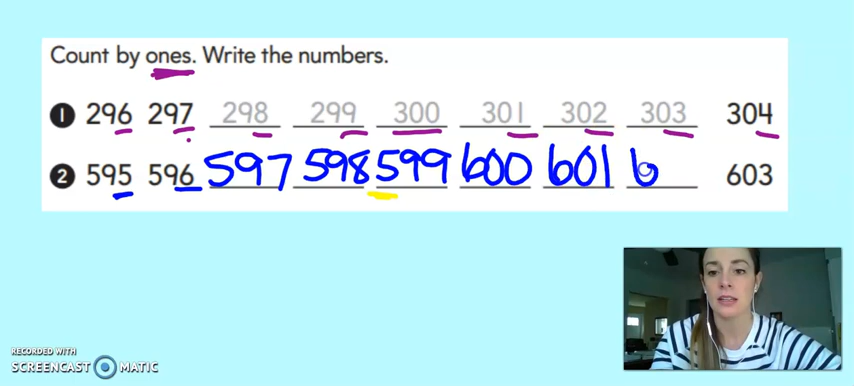 Count by ones. Write the numbers.
1 296 297 298 299 300 301 302 303 304
2 595 596 597 598 599 600 601 6 603
RECORDED WITH
SCREENCAST MATIC